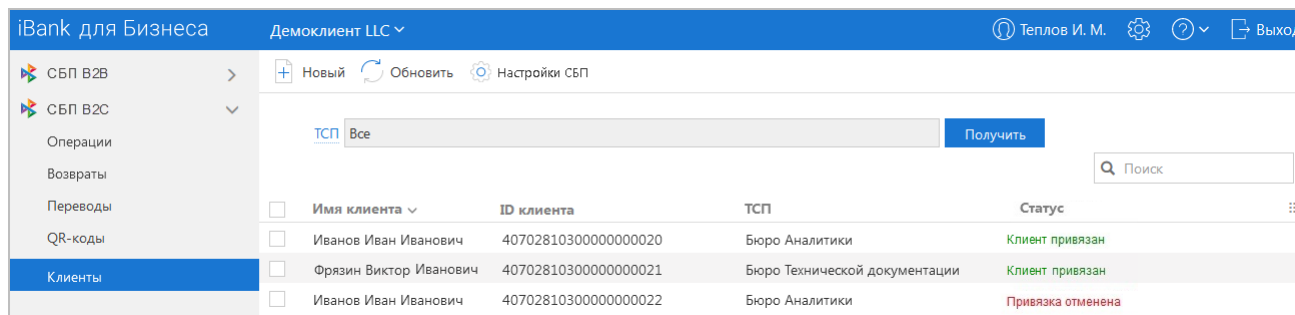 iBank для Бизнеса Демоклиент LLC Теплов И. М. Выход
СБП B2B Новый Обновить Настройки СБП
СБП B2C
Операции ТСП Все Получить
Возвраты Поиск
Переводы Имя клиента ID клиента ТСП Статус
QR-коды Иванов Иван Иванович 40702810300000000020 Бюро Аналитики Клиент привязан
Клиенты Фрязин Виктор Иванович 40702810300000000021 Бюро Технической документации Клиент привязан
Иванов Иван Иванович 40702810300000000022 Бюро Аналитики Привязка отменена